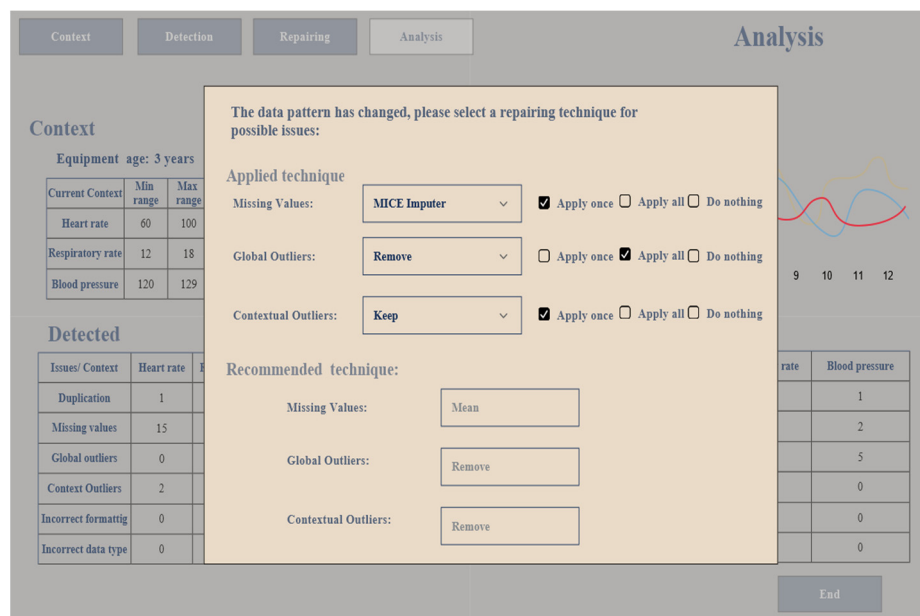 Context
Detection
Repairing
Analysis
Analysis
The data pattern has changed, please select a repairing technique for
possible issues:
Context
Equipment age: 3 years
Current Context Min range Max range
Heart rate 60 100
Respiratory rate 12 18
Blood pressure 120 129
Applied technique
Missing Values: MICE Imputer Apply once Apply all Do nothing
Global Outliers: Remove Apply once Apply all Do nothing
Contextual Outliers: Keep Apply once Apply all Do nothing
9 10 11 12
Recommended technique:
Missing Values: Mean
Global Outliers: Remove
Contextual Outliers: Remove
Detected
Issues/ Context Heart rate
Duplication 1
Missing values 15
Global outliers 0
Context Outliers 2
Incorrect formattig 0
Incorrect data type 0
rate Blood pressure
1
2
5
0
0
0
End